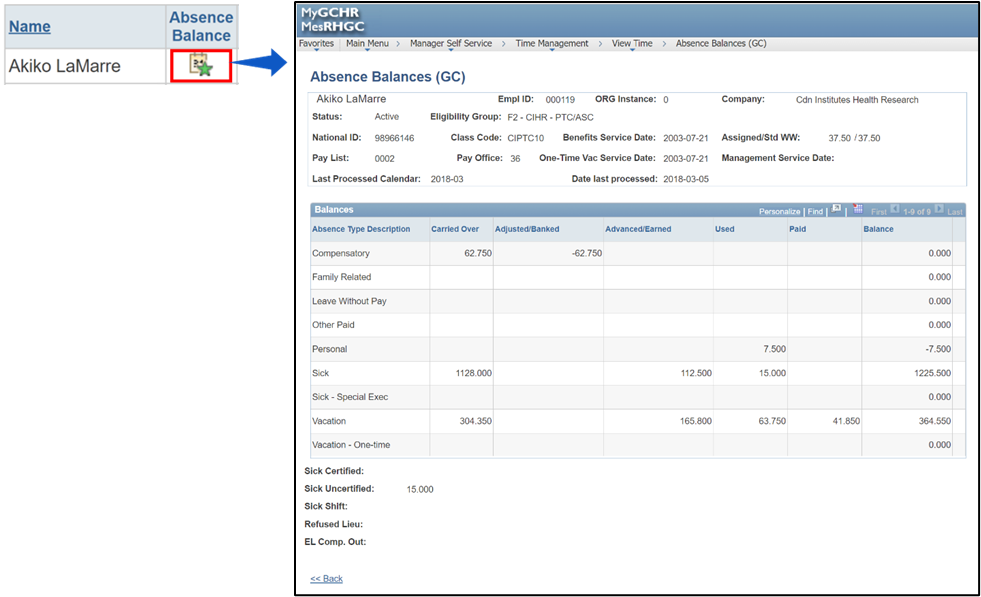 Name Absence Balance
Akiko LaMarre
MyGCHR
MesRHGC
Favorites Main Menu > Manager Self Service > Time Management > View Time > Absence Balances (GC)
Absence Balances (GC)
Akiko LaMarre Empl ID: 000119 ORG Instance: 0 Company: Cdn Institutes Health Research
Status: Active Eligibility Group: F2 - CIHR - PTC/ASC
National ID: 98966146 Class Code: CIPTC10 Benefits Service Date: 2003-07-21 Assigned/Std WW: 37.50 / 37.50
Pay List: 0002 Pay Office: 36 One-Time Vac Service Date: 2003-07-21 Management Service Date:
Last Processed Calendar: 2018-03 Date last processed: 2018-03-05
Balances Personalize | Find | | First 1-9 of 9 Last
Absence Type Description Carried Over Adjusted/Banked Advanced/Earned Used Paid Balance
Compensatory 62.750 -62.750 0.000
Family Related 0.000
Leave Without Pay 0.000
Other Paid 0.000
Personal 7.500 -7.500
Sick 1128.000 112.500 15.000 1225.500
Sick - Special Exec 0.000
Vacation 304.350 165.800 63.750 41.850 364.550
Vacation - One-time 0.000
Sick Certified:
Sick Uncertified: 15.000
Sick Shift:
Refused Lieu:
EL Comp. Out:
<< Back